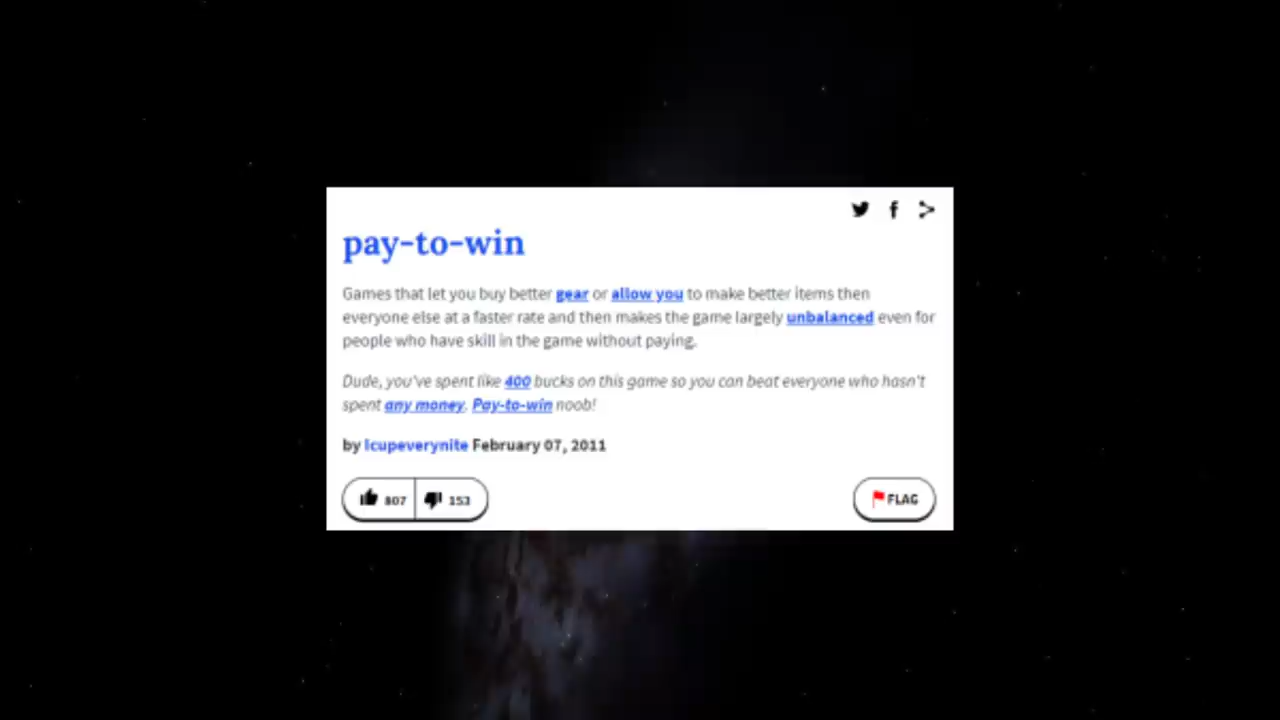 pay-to-win
Games that let you buy better gear or allow you to make better items then
everyone else at a faster rate and then makes the game largely unbalanced even for
people who have skill in the game without paying.
Dude, you've spent like 400 bucks on this game so you can beat everyone who hasn't
spent any money. Pay-to-win noob!
by Icupeverynite February 07, 2011
807 153 FLAG